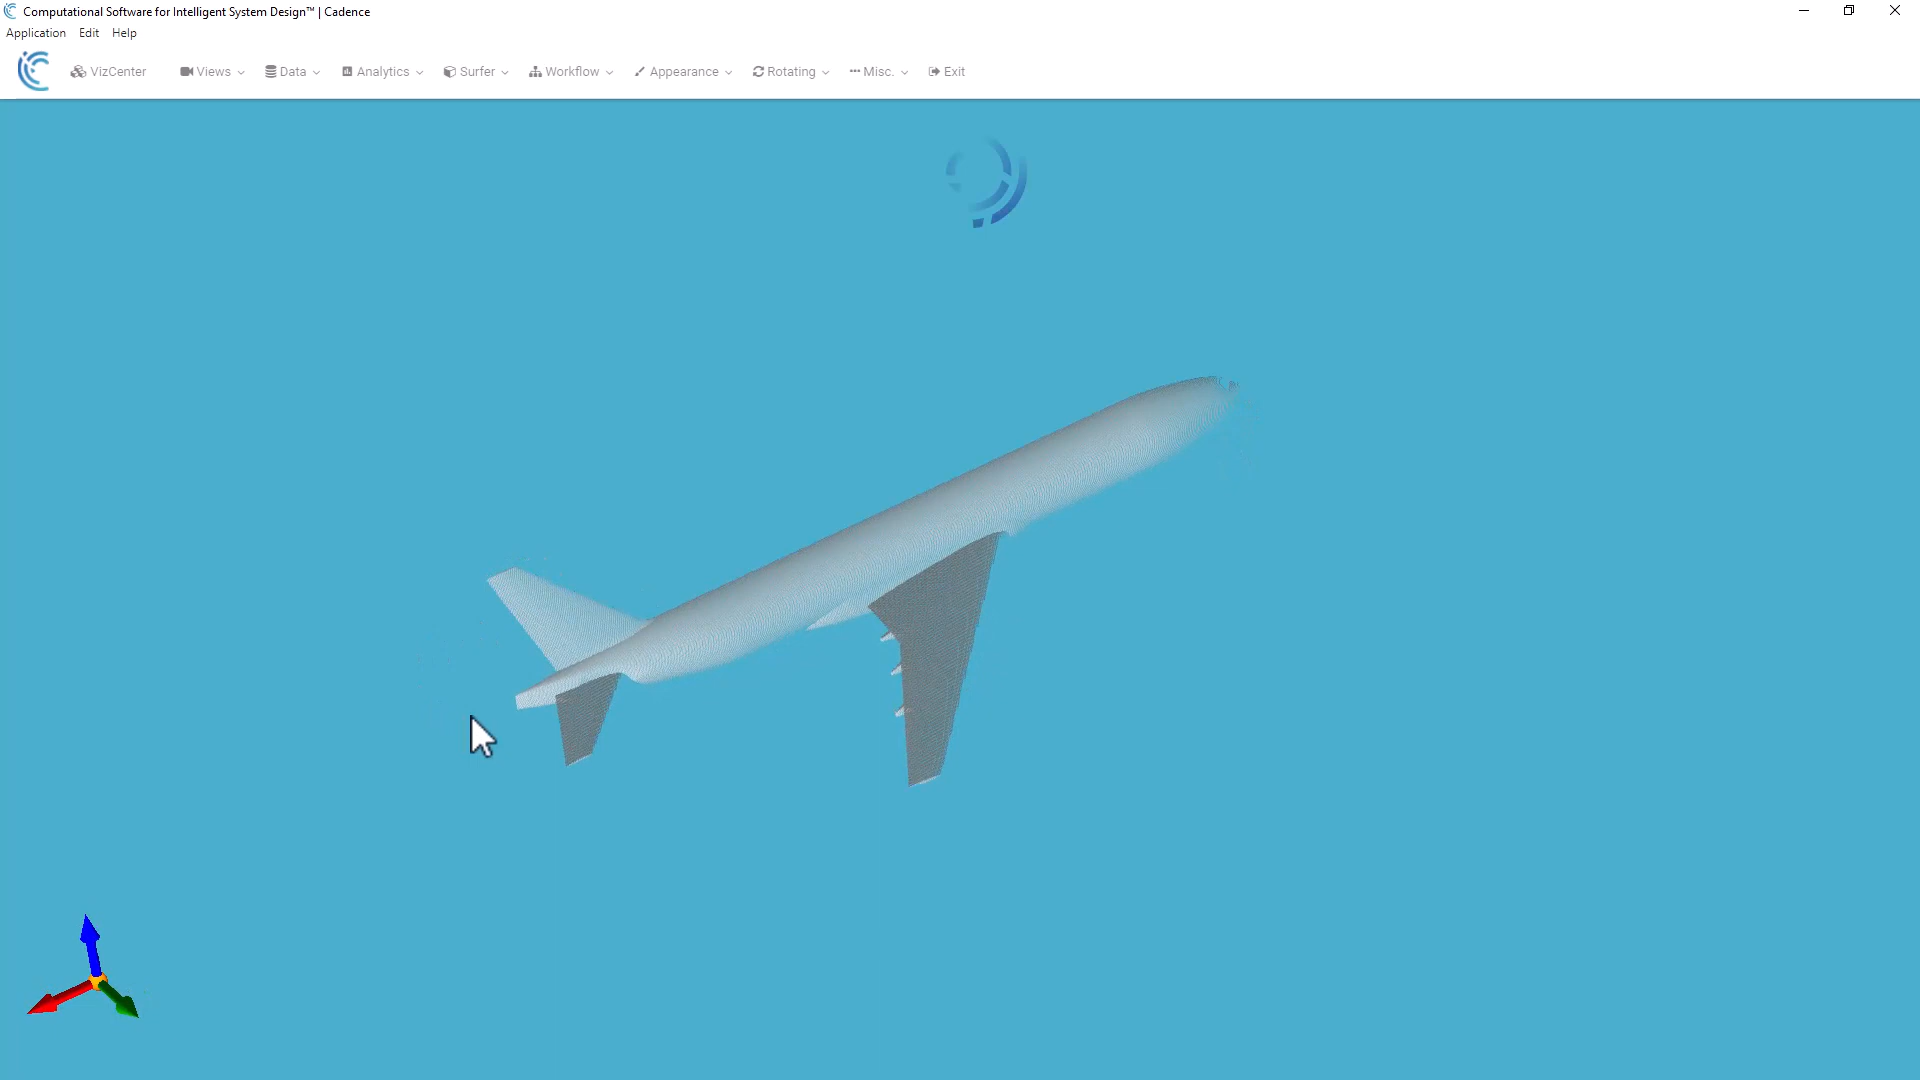 Computational Software for Intelligent System Design™ | Cadence
Application Edit Help
VizCenter Views Data Analytics Surfer Workflow Appearance Rotating Misc. Exit